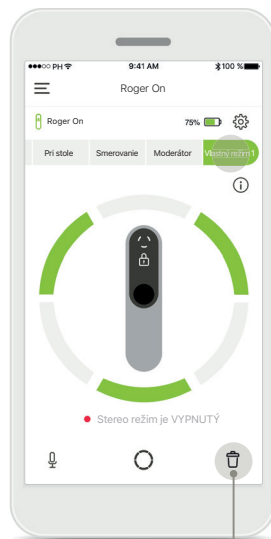 PH 9:41 AM 100 %
Roger On
Roger On 75%
Pri stole Smerovanie Moderátor Vlastný režim 1
Stereo režim je VYPNUTÝ